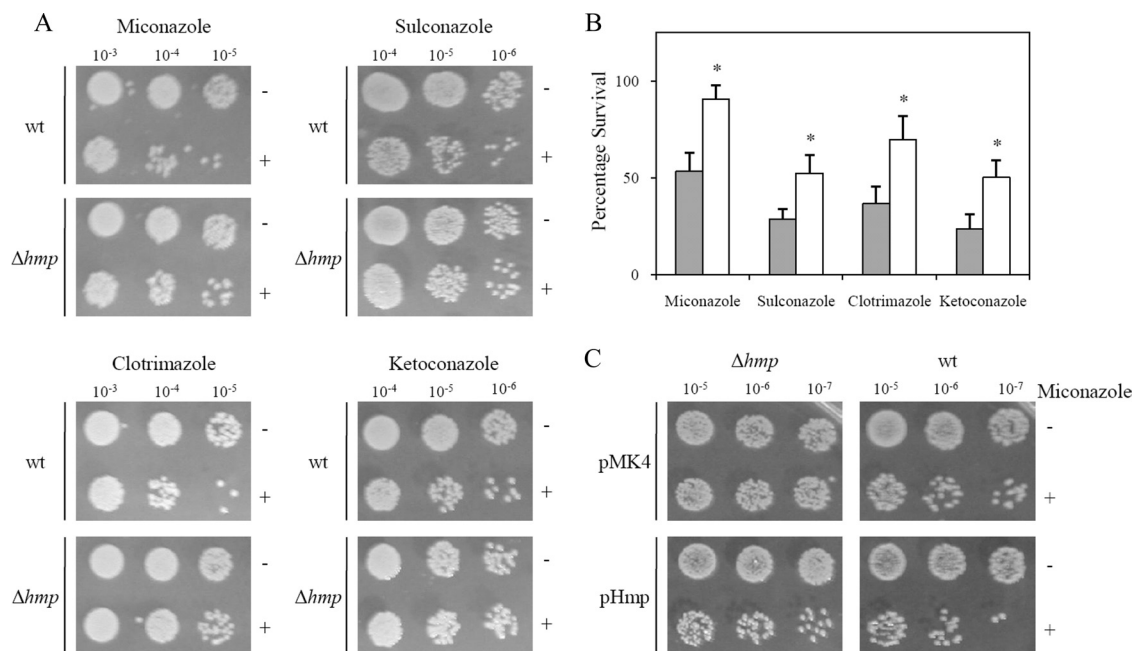 A
Miconazole
10⁻³ 10⁻⁴ 10⁻⁵
wt
-
+
Δhmp
-
+
Sulconazole
10⁻⁴ 10⁻⁵ 10⁻⁶
wt
-
+
Δhmp
-
+
Clotrimazole
10⁻³ 10⁻⁴ 10⁻⁵
wt
-
+
Δhmp
-
+
Ketoconazole
10⁻⁴ 10⁻⁵ 10⁻⁶
wt
-
+
Δhmp
-
+
B
Percentage Survival
100
50
0
* * * *
Miconazole Sulconazole Clotrimazole Ketoconazole
C
Δhmp wt
10⁻⁵ 10⁻⁶ 10⁻⁷ 10⁻⁵ 10⁻⁶ 10⁻⁷ Miconazole
pMK4
-
+
pHmp
-
+